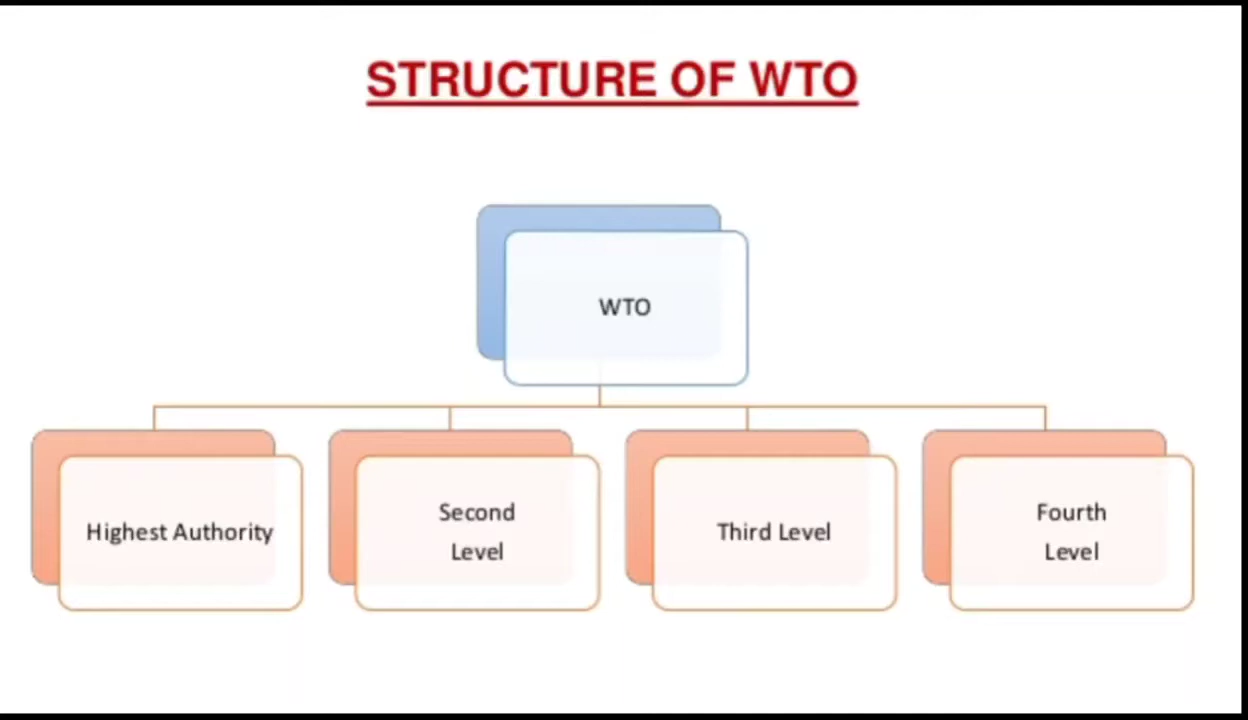 STRUCTURE OF WTO
WTO
Highest Authority
Second
Level
Third Level
Fourth
Level